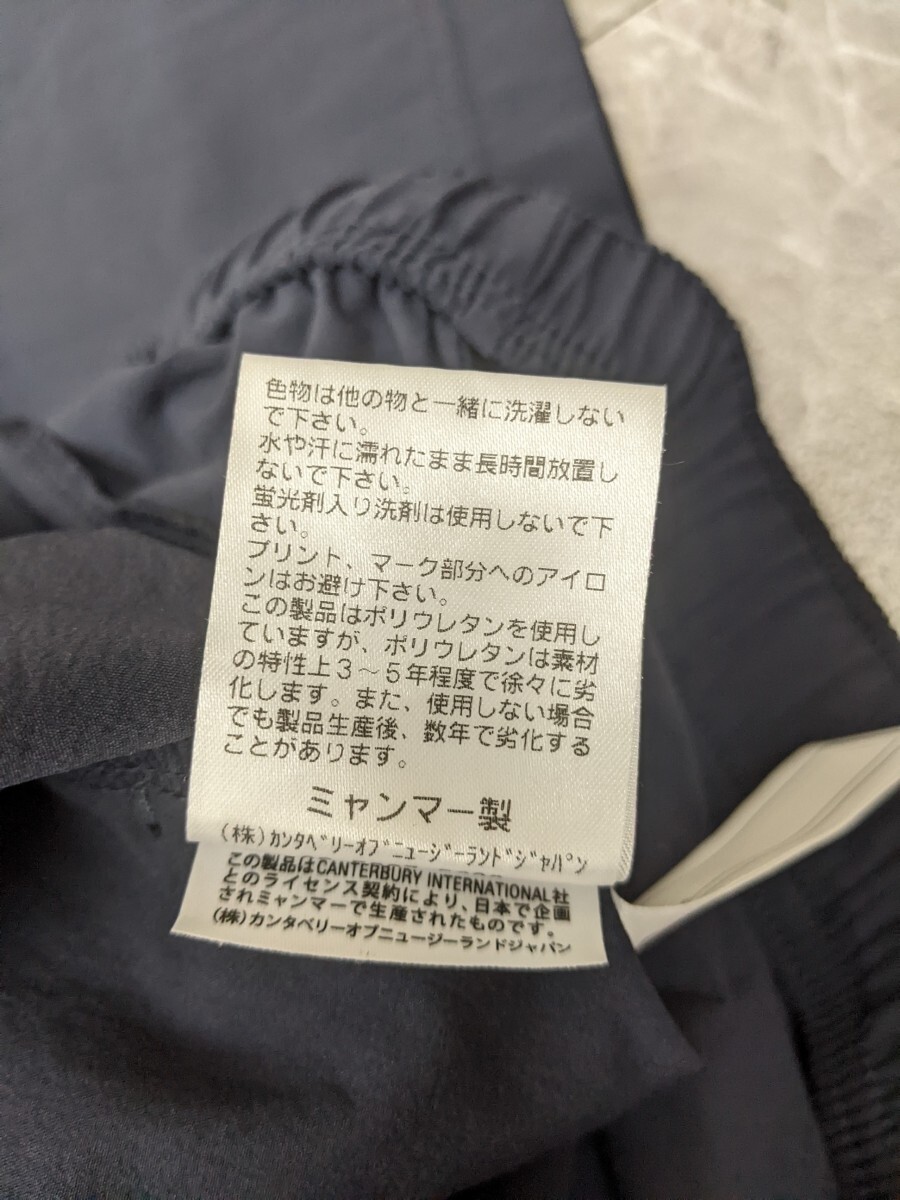 色物は他の物と一緒に洗濯しない
で下さい。
水や汗に濡れたまま長時間放置し
ないで下さい。
蛍光剤入り洗剤は使用しないで下
さい。
プリント、マーク部分へのアイロ
ンはお避け下さい。
この製品はポリウレタンを使用し
ていますが、ポリウレタンは素材
の特性上３～５年程度で徐々に劣
化します。また、使用しない場合
でも製品生産後、数年で劣化する
ことがあります。
ミャンマー製
(株)ｶﾝﾀﾍﾞﾘｰｵﾌﾞﾆｭｰｼﾞｰﾗﾝﾄﾞｼﾞｬﾊﾟﾝ
この製品はCANTERBURY INTERNATIONAL社
とのライセンス契約により、日本で企画
されミャンマーで生産されたものです。
(株)カンタベリーオブニュージーランドジャパン